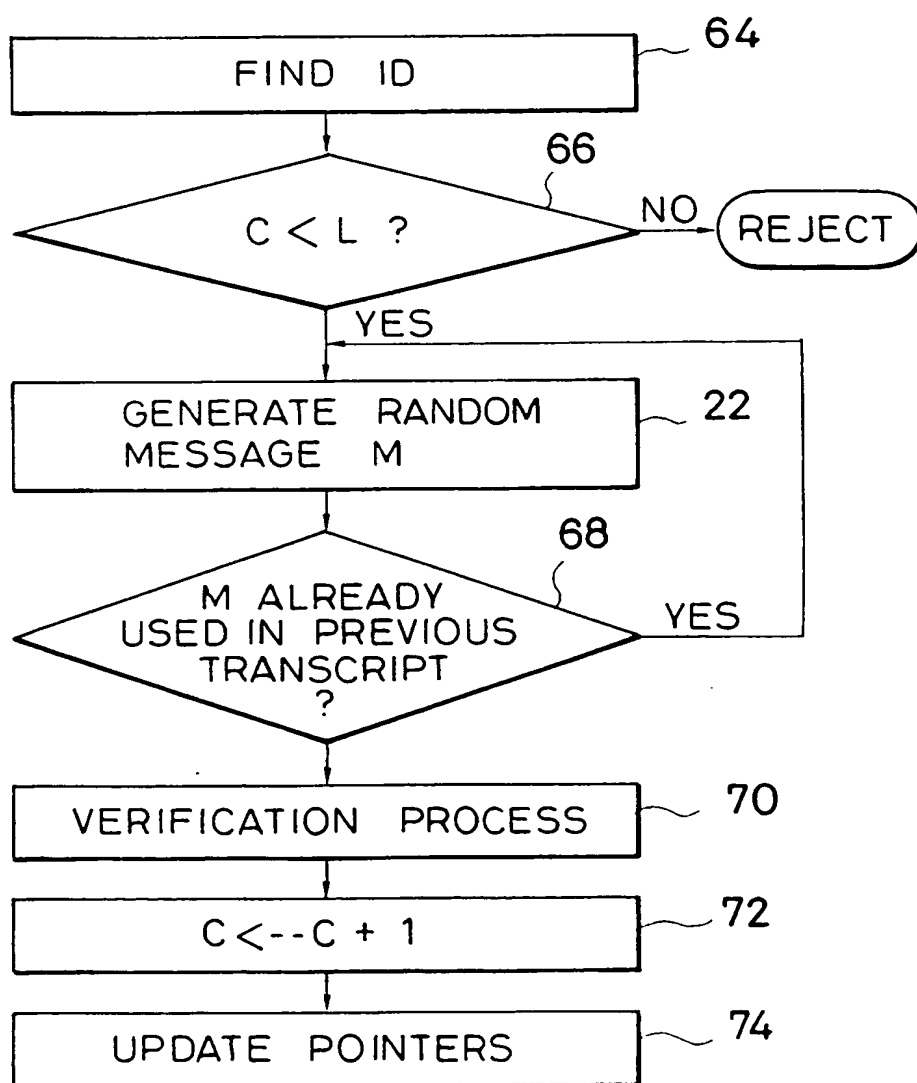 64
FIND ID
66
C < L ?
NO
REJECT
YES
GENERATE RANDOM
MESSAGE M
22
68
M ALREADY
USED IN PREVIOUS
TRANSCRIPT
?
YES
VERIFICATION PROCESS
70
C<--C + 1
72
UPDATE POINTERS
74